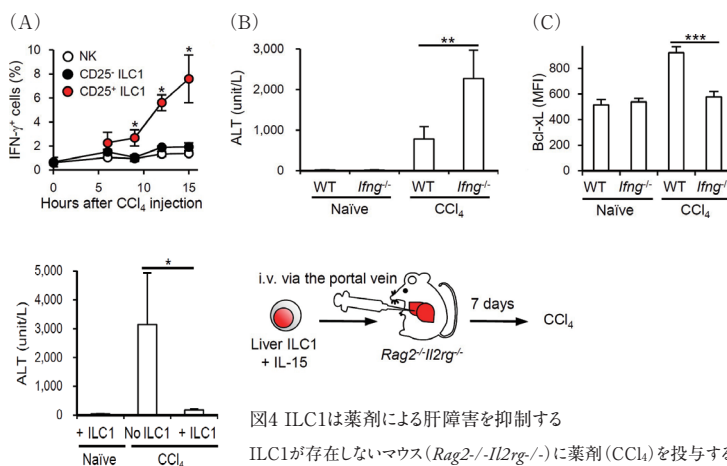 (A)
IFN-γ⁺ cells (%)
10
8
6
4
2
0
NK
CD25⁻ ILC1
CD25⁺ ILC1
*
*
*
0 5 10 15
Hours after CCl₄ injection
(B)
ALT (unit/L)
3,000
2,000
1,000
0
**
WT Ifng⁻/⁻ WT Ifng⁻/⁻
Naïve CCl₄
(C)
Bcl-xL (MFI)
800
600
400
200
0
***
WT Ifng⁻/⁻ WT
Naïve CCl₄
ALT (unit/L)
5,000
4,000
3,000
2,000
1,000
0
*
+ ILC1 No ILC1 + ILC1
Naïve CCl₄
i.v. via the portal vein
7 days
CCl₄
Liver ILC1
+ IL-15
Rag2⁻/⁻Il2rg⁻/⁻
図4 ILC1は薬剤による肝障害を抑制する
ILC1が存在しないマウス(Rag2-/-Il2rg-/-)に薬剤(CCl₄)を投与す